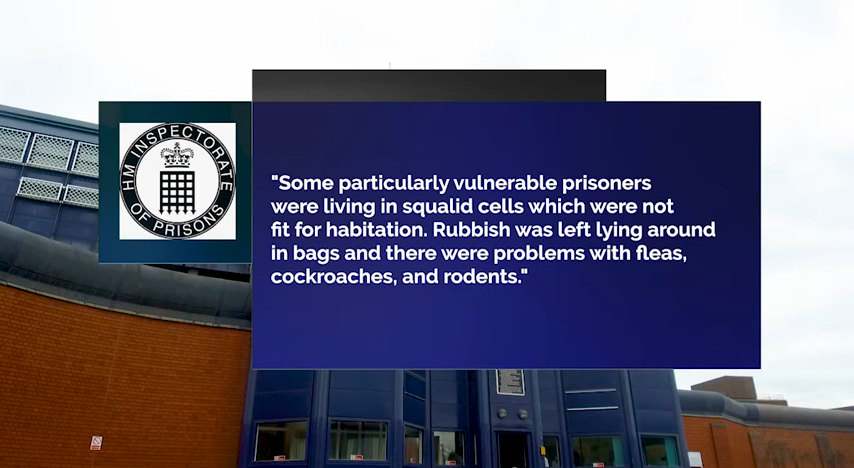 HM INSPECTORATE
OF PRISONS
"Some particularly vulnerable prisoners
were living in squalid cells which were not
fit for habitation. Rubbish was left lying around
in bags and there were problems with fleas,
cockroaches, and rodents."